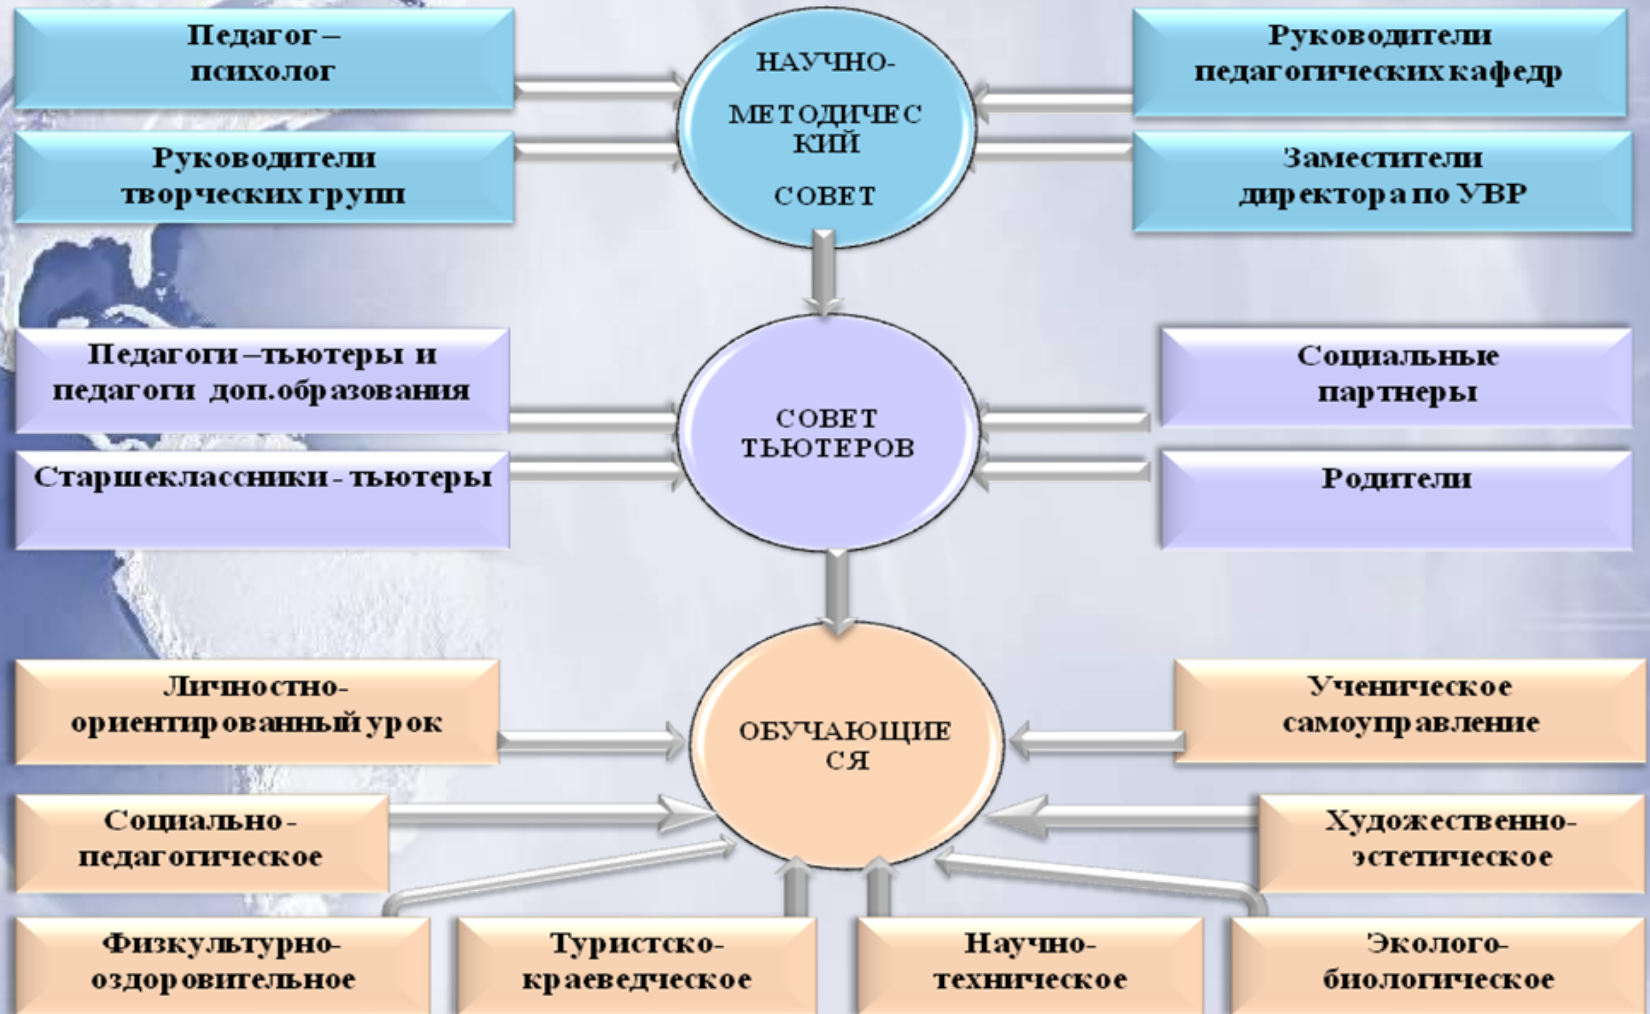 Педагог –
психолог
Руководители
творческих групп
НАУЧНО-
МЕТОДИЧЕС
КИЙ
СОВЕТ
Руководители
педагогических кафедр
Заместители
директора по УВР
Педагоги –тьютеры и
педагоги доп.образования
Старшеклассники - тьютеры
СОВЕТ
ТЬЮТЕРОВ
Социальные
партнеры
Родители
Личностно-
ориентированный урок
ОБУЧАЮЩИЕ
СЯ
Ученическое
самоуправление
Социально -
педагогическое
Художественно-
эстетическое
Физкультурно-
оздоровительное
Туристско-
краеведческое
Научно-
техническое
Эколого-
биологическое